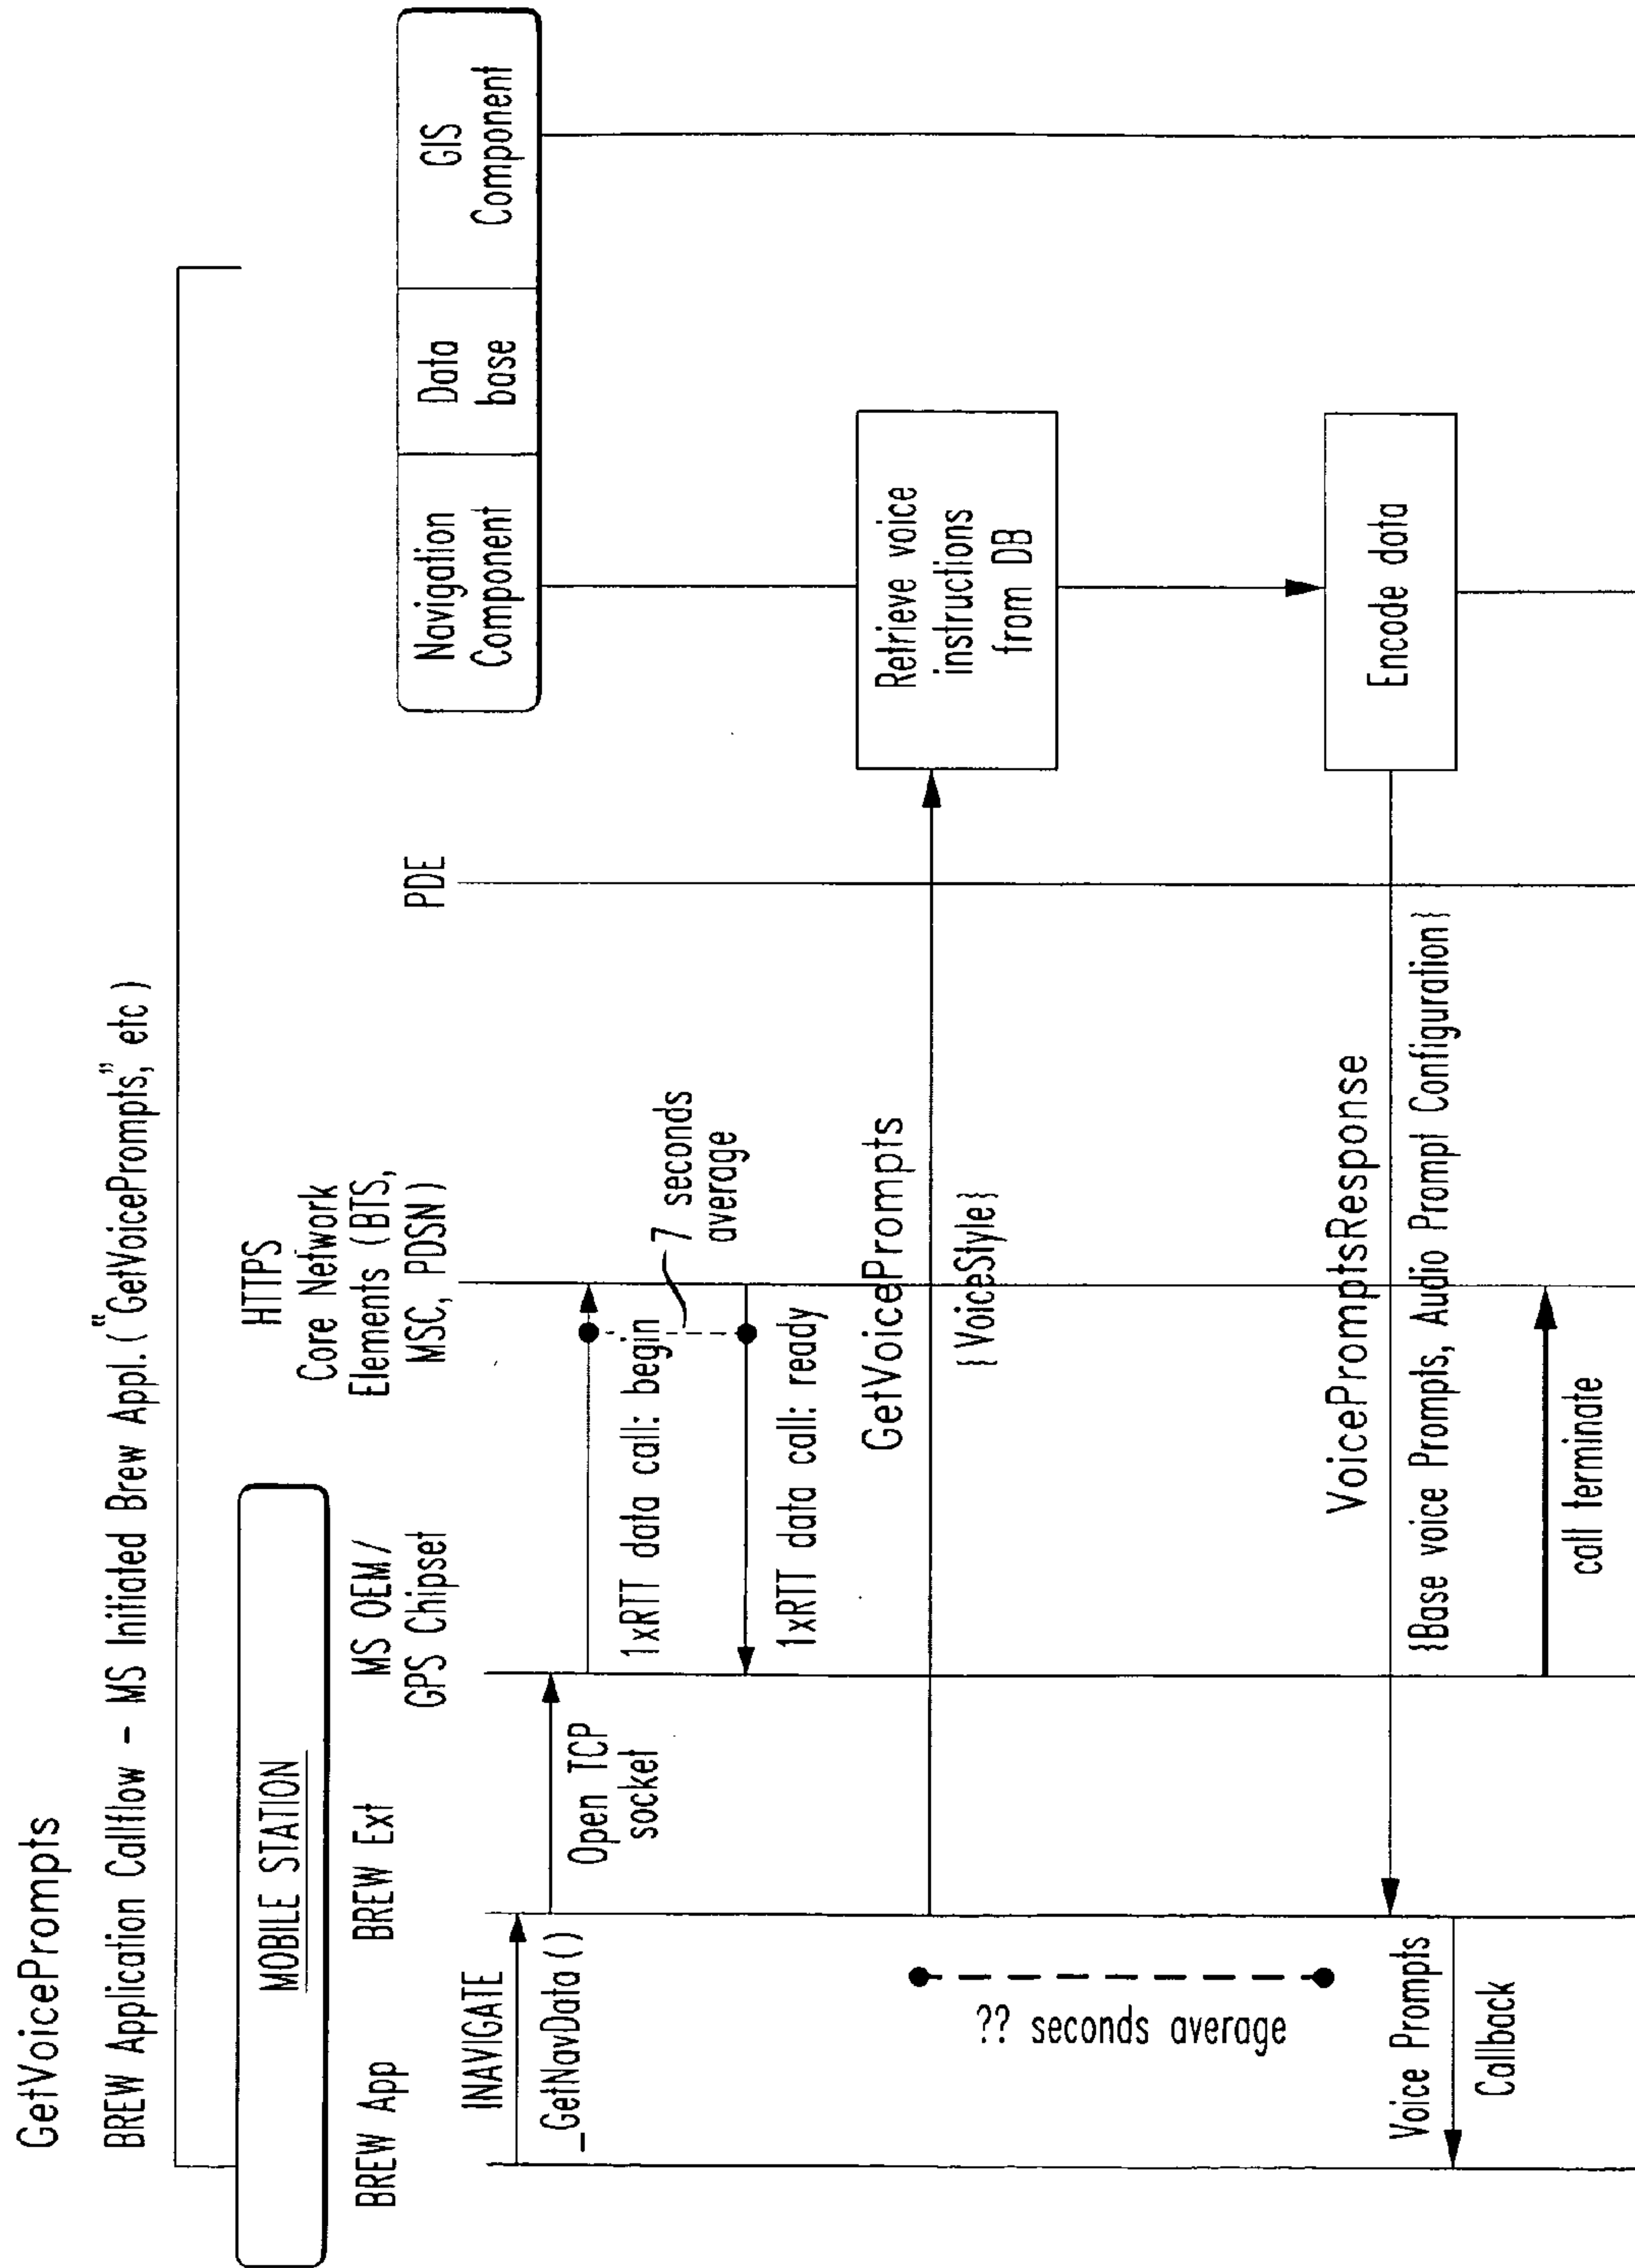 GetVoicePrompts
BREW Application Callflow - MS Initiated Brew Appl. ("GetVoicePrompts," etc )
MOBILE STATION
BREW App
BREW Ext
MS OEM /
GPS Chipset
HTTPS
Core Network
Elements (BTS,
MSC, PDSN )
PDE
Navigation
Component
Data
base
GIS
Component
INAVIGATE
_GetNavData ()
Open TCP
socket
1xRTT data call: begin
7 seconds
average
1xRTT data call: ready
GetVoicePrompts
{VoiceStyle}
Retrieve voice
instructions
from DB
?? seconds average
Encode data
VoicePromptsResponse
{Base voice Prompts, Audio Prompt Configuration}
Voice Prompts
Callback
call terminate